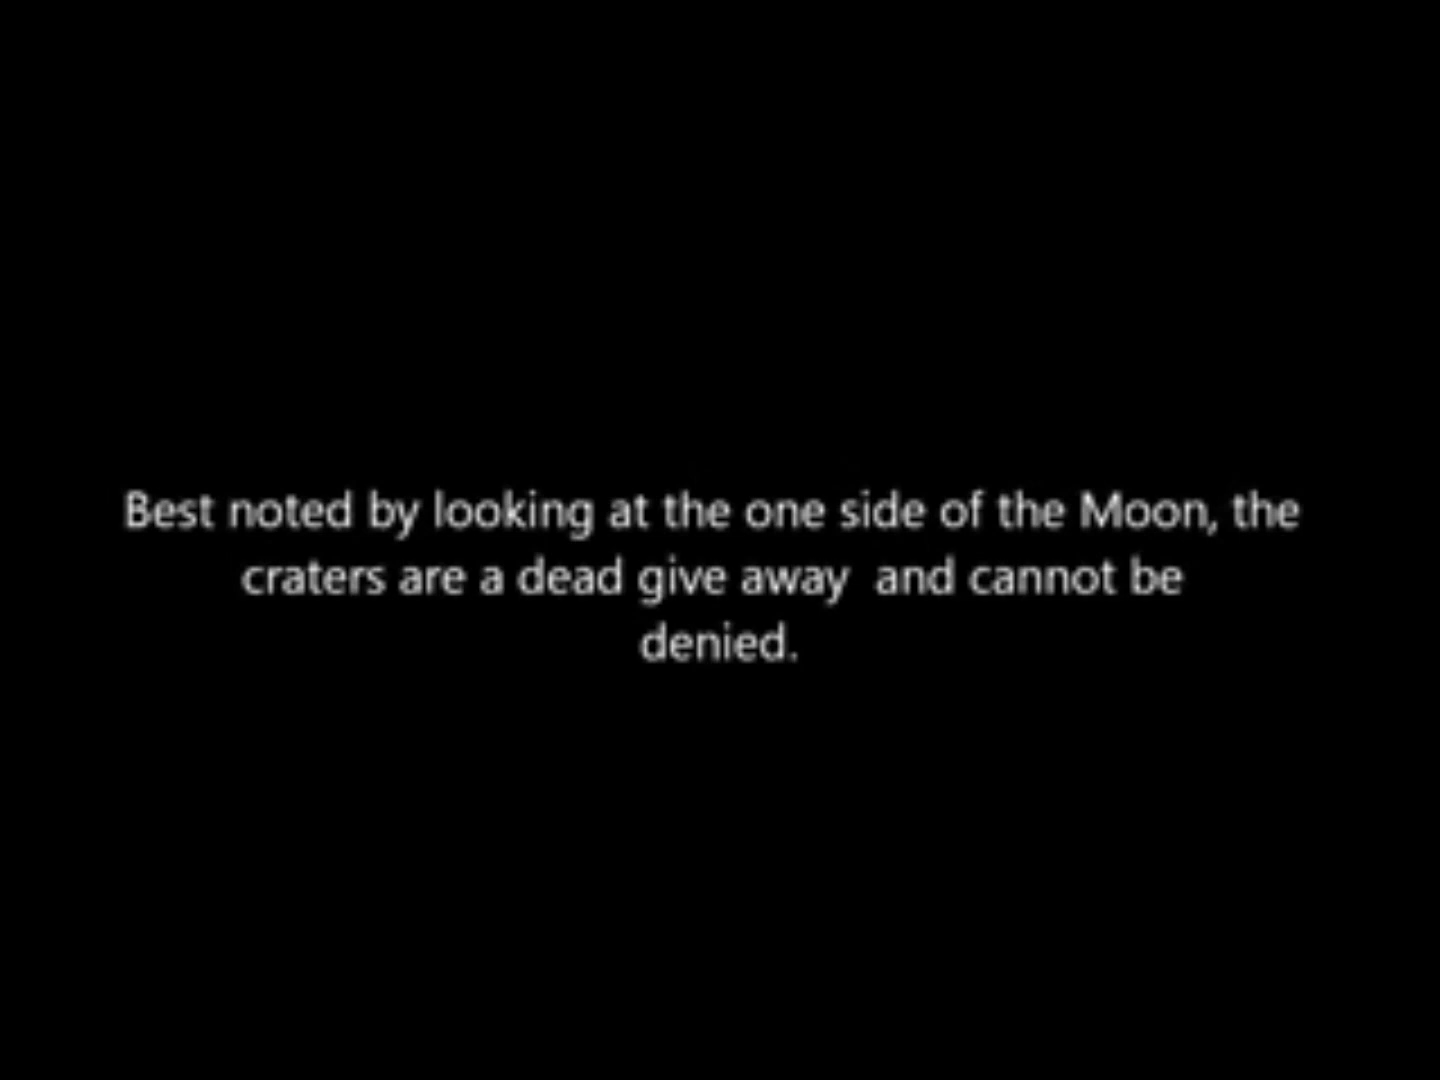 Best noted by looking at the one side of the Moon, the
craters are a dead give away  and cannot be
denied.